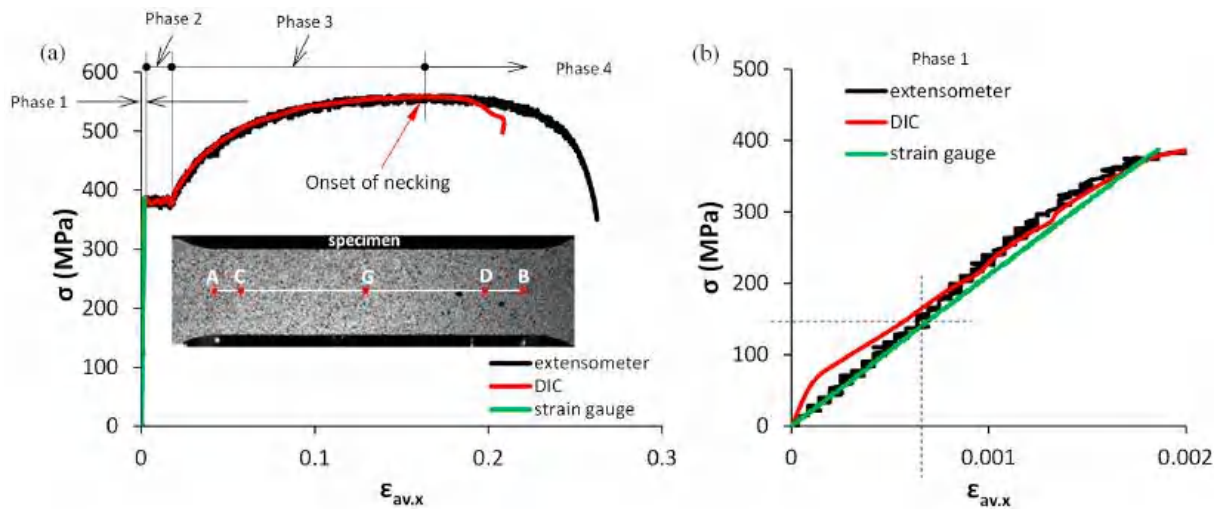 Phase 2
Phase 3
(a)
600
Phase 4
Phase 1
500
400
Onset of necking
300
σ (MPa)
specimen
A C G D B
200
100
extensometer
DIC
strain gauge
0
0 0.1 0.2 0.3
ε av.x
(b)
Phase 1
500
extensometer
DIC
strain gauge
400
300
σ (MPa)
200
100
0
0 0.001 0.002
ε av.x